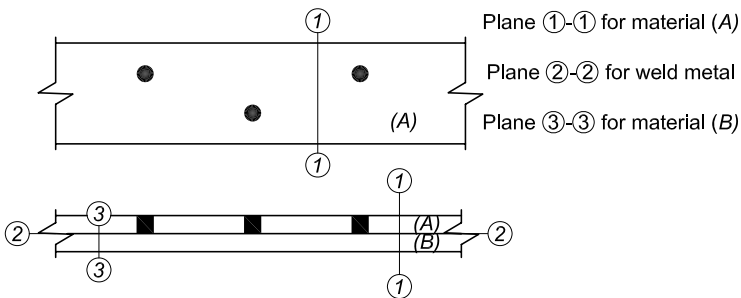 ①
Plane ①-① for material (A)
Plane ②-② for weld metal
(A)
Plane ③-③ for material (B)
①
①
③
(A)
②
(B)
②
③
①